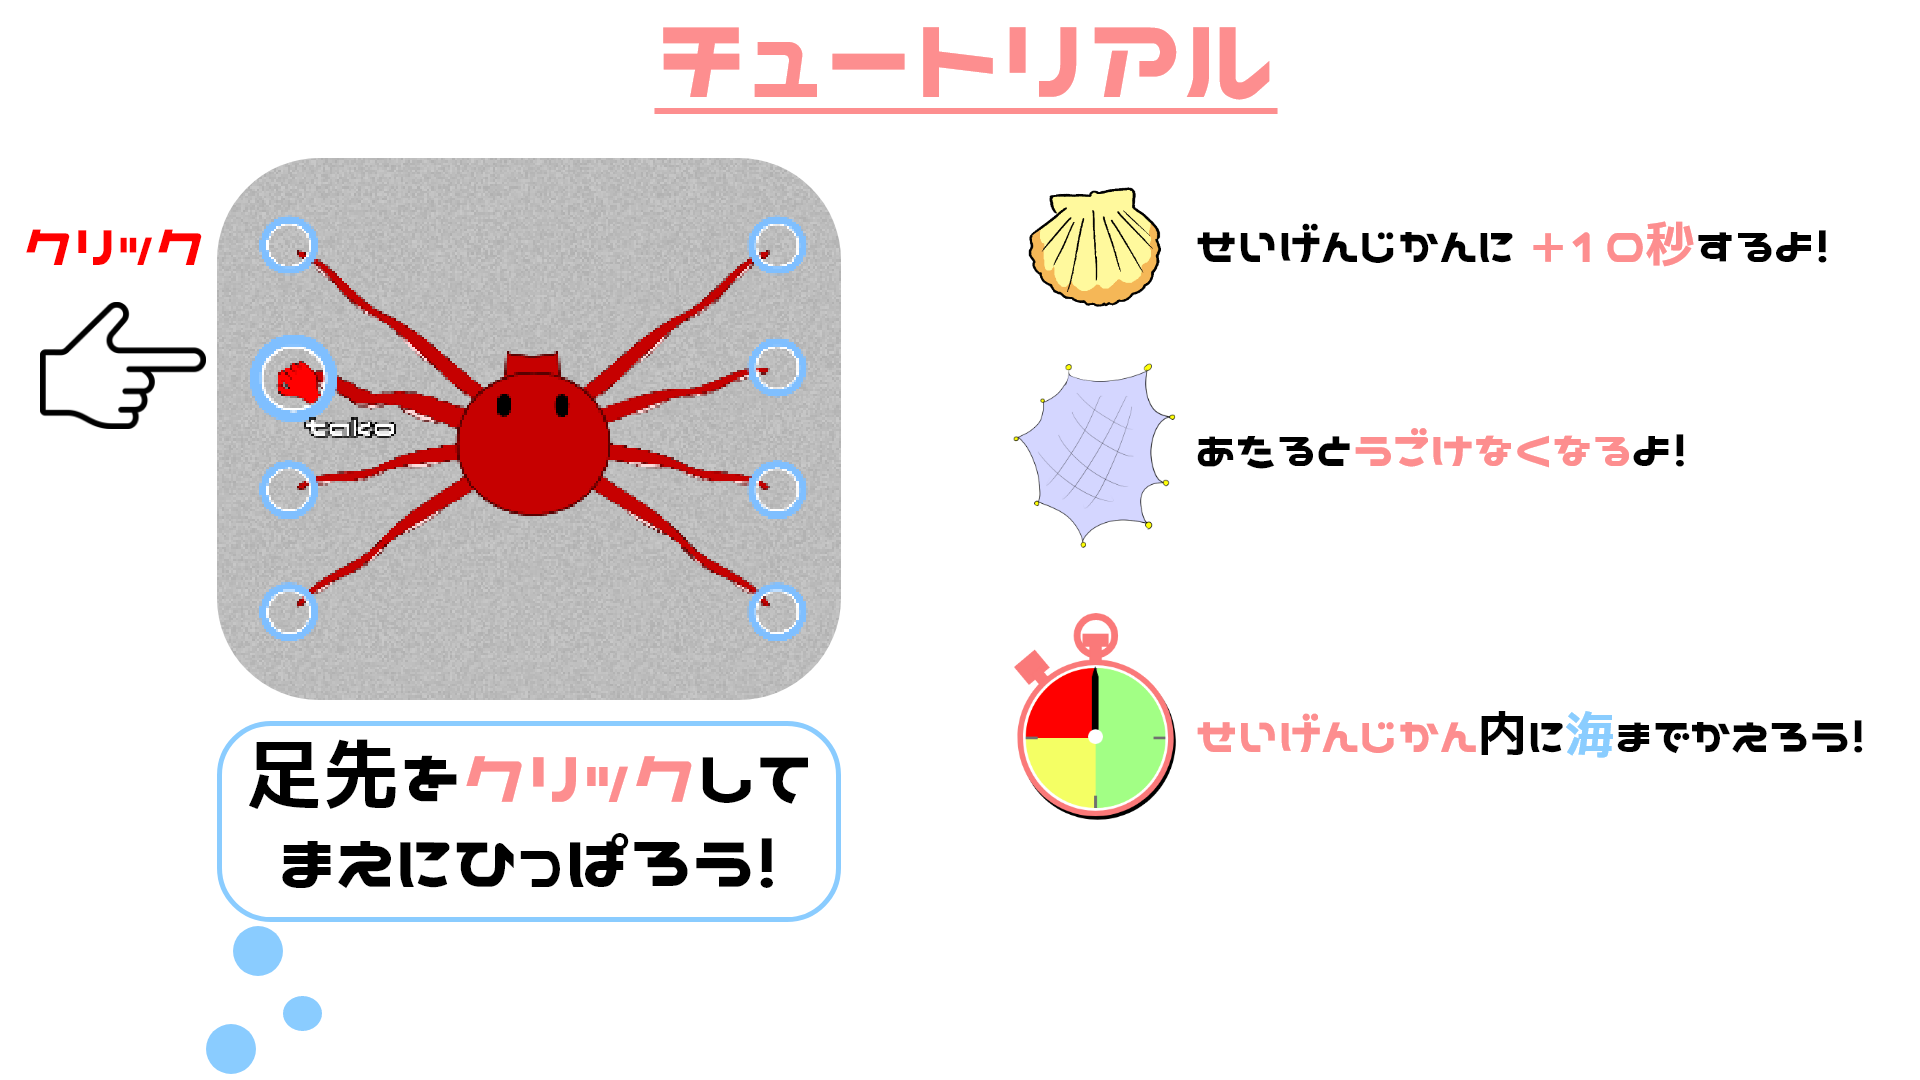 チュートリアル
クリック
tako
足先をクリックして
まえにひっぱろう!
せいげんじかんに +10秒するよ!
あたるとうごけなくなるよ!
せいげんじかん内に海までかえろう!